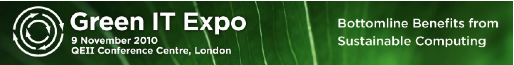 Green IT Expo
9 November 2010
QEII Conference Centre, London
Bottomline Benefits from
Sustainable Computing